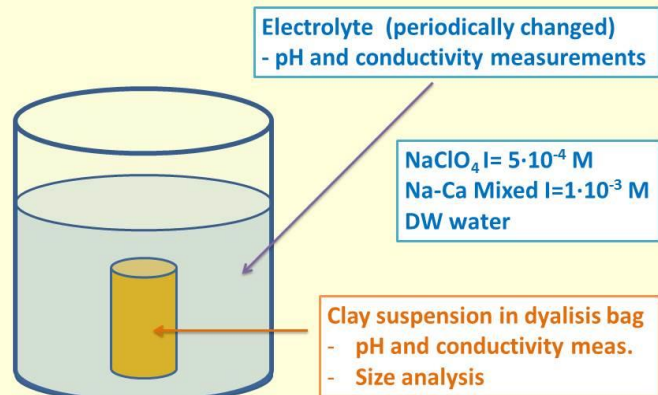 Electrolyte (periodically changed)
- pH and conductivity measurements
NaClO₄ I= 5·10⁻⁴ M
Na-Ca Mixed I=1·10⁻³ M
DW water
Clay suspension in dyalisis bag
- pH and conductivity meas.
- Size analysis